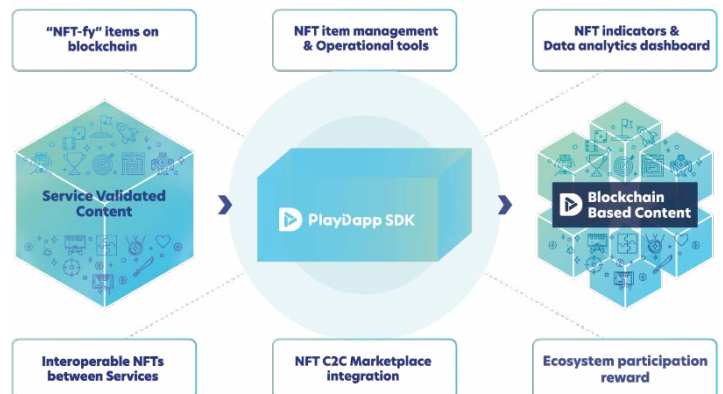 “NFT-fy” items on
blockchain
NFT item management
& Operational tools
NFT indicators &
Data analytics dashboard
Service Validated
Content
PlayDapp SDK
Blockchain
Based Content
Interoperable NFTs
between Services
NFT C2C Marketplace
integration
Ecosystem participation
reward